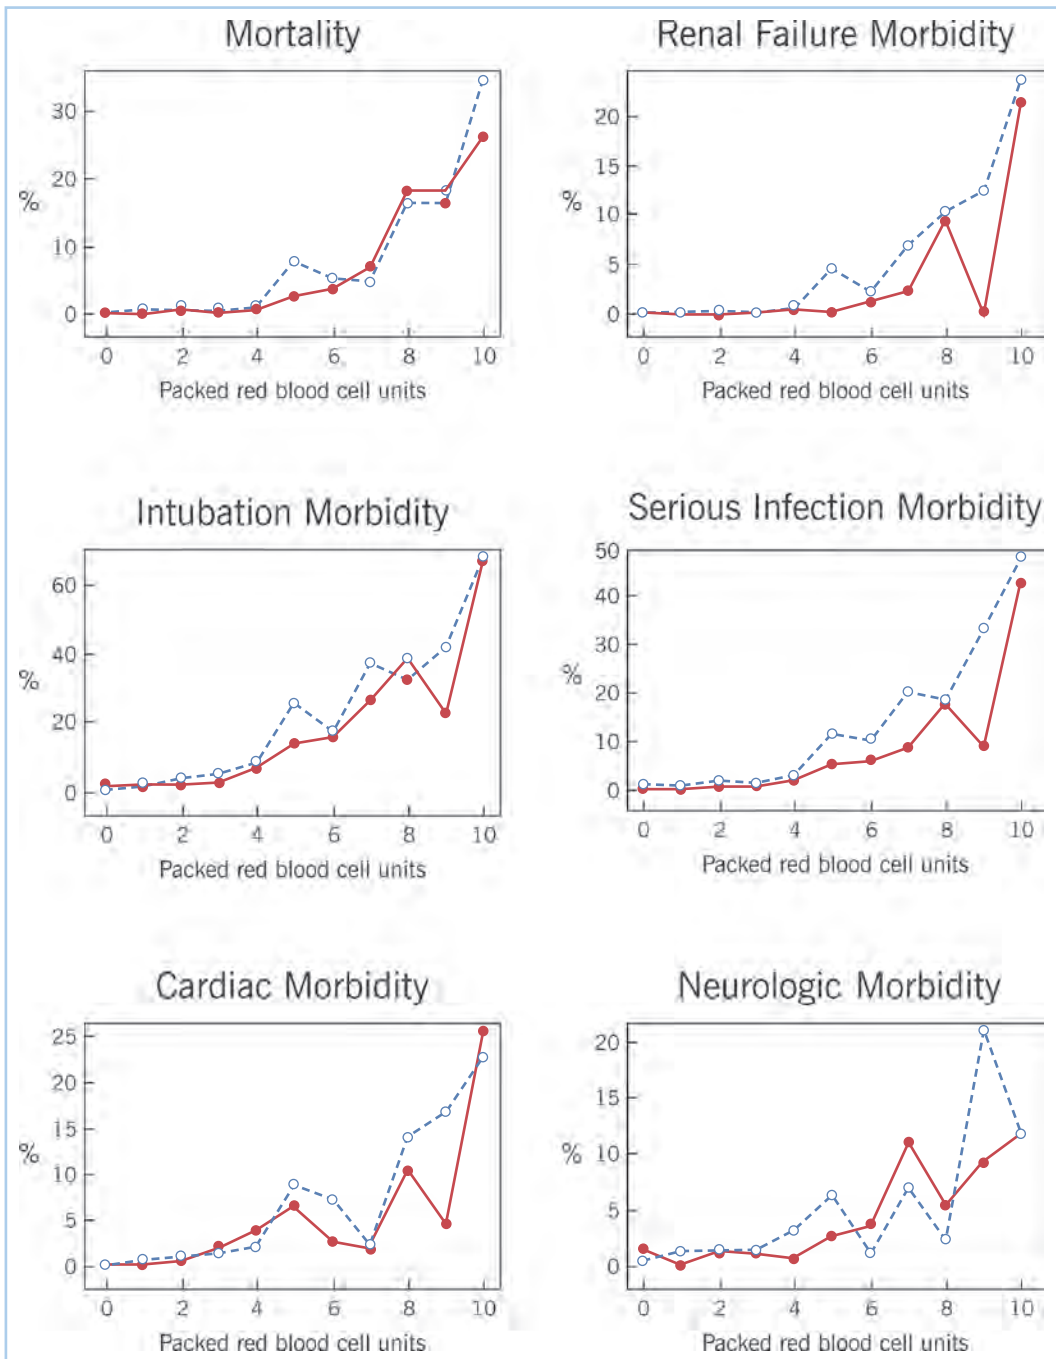 Mortality
30
20
10
0
%
0 2 4 6 8 10
Packed red blood cell units
Renal Failure Morbidity
20
15
10
5
0
%
0 2 4 6 8 10
Packed red blood cell units
Intubation Morbidity
60
40
20
0
%
0 2 4 6 8 10
Packed red blood cell units
Serious Infection Morbidity
50
40
30
20
10
0
%
0 2 4 6 8 10
Packed red blood cell units
Cardiac Morbidity
25
20
15
10
5
0
%
0 2 4 6 8 10
Packed red blood cell units
Neurologic Morbidity
20
15
10
5
0
%
0 2 4 6 8 10
Packed red blood cell units